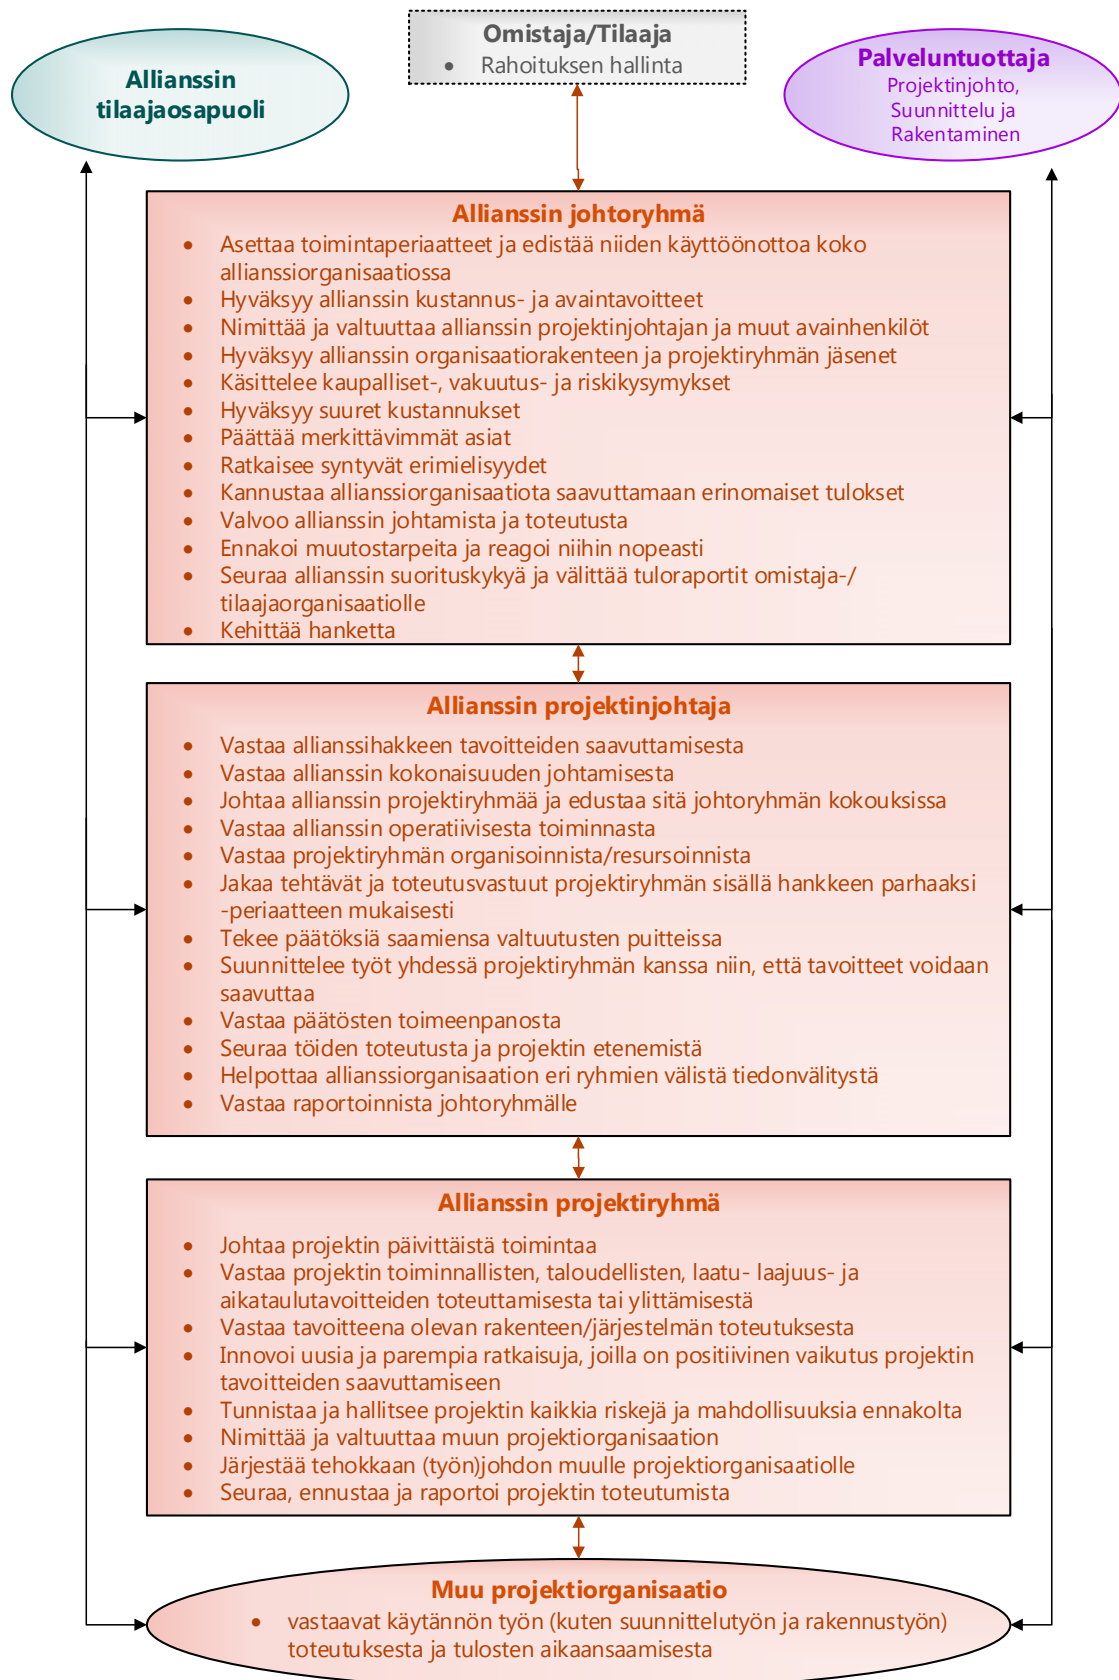 Omistaja/Tilaaja
• Rahoituksen hallinta
Allianssin
tilaajaosapuoli
Palveluntuottaja
Projektinjohto,
Suunnittelu ja
Rakentaminen
Allianssin johtoryhmä
• Asettaa toimintaperiaatteet ja edistää niiden käyttöönottoa koko
allianssiorganisaatiossa
• Hyväksyy allianssin kustannus- ja avaintavoitteet
• Nimittää ja valtuuttaa allianssin projektinjohtajan ja muut avainhenkilöt
• Hyväksyy allianssin organisaatiorakenteen ja projektiryhmän jäsenet
• Käsittelee kaupalliset-, vakuutus- ja riskikysymykset
• Hyväksyy suuret kustannukset
• Päättää merkittävimmät asiat
• Ratkaisee syntyvät erimielisyydet
• Kannustaa allianssiorganisaatiota saavuttamaan erinomaiset tulokset
• Valvoo allianssin johtamista ja toteutusta
• Ennakoi muutostarpeita ja reagoi niihin nopeasti
• Seuraa allianssin suorituskykyä ja välittää tuloraportit omistaja-/
tilaajaorganisaatiolle
• Kehittää hanketta
Allianssin projektinjohtaja
• Vastaa allianssihakkeen tavoitteiden saavuttamisesta
• Vastaa allianssin kokonaisuuden johtamisesta
• Johtaa allianssin projektiryhmää ja edustaa sitä johtoryhmän kokouksissa
• Vastaa allianssin operatiivisesta toiminnasta
• Vastaa projektiryhmän organisoinnista/resursoinnista
• Jakaa tehtävät ja toteutusvastuut projektiryhmän sisällä hankkeen parhaaksi
-periaatteen mukaisesti
• Tekee päätöksiä saamiensa valtuutusten puitteissa
• Suunnittelee työt yhdessä projektiryhmän kanssa niin, että tavoitteet voidaan
saavuttaa
• Vastaa päätösten toimeenpanosta
• Seuraa töiden toteutusta ja projektin etenemistä
• Helpottaa allianssiorganisaation eri ryhmien välistä tiedonvälitystä
• Vastaa raportoinnista johtoryhmälle
Allianssin projektiryhmä
• Johtaa projektin päivittäistä toimintaa
• Vastaa projektin toiminnallisten, taloudellisten, laatu- laajuus- ja
aikataulutavoitteiden toteuttamisesta tai ylittämisestä
• Vastaa tavoitteena olevan rakenteen/järjestelmän toteutuksesta
• Innovoi uusia ja parempia ratkaisuja, joilla on positiivinen vaikutus projektin
tavoitteiden saavuttamiseen
• Tunnistaa ja hallitsee projektin kaikkia riskejä ja mahdollisuuksia ennakolta
• Nimittää ja valtuuttaa muun projektiorganisaation
• Järjestää tehokkaan (työn)johdon muulle projektiorganisaatiolle
• Seuraa, ennustaa ja raportoi projektin toteutumista
Muu projektiorganisaatio
• vastaavat käytännön työn (kuten suunnittelutyön ja rakennustyön)
toteutuksesta ja tulosten aikaansaamisesta